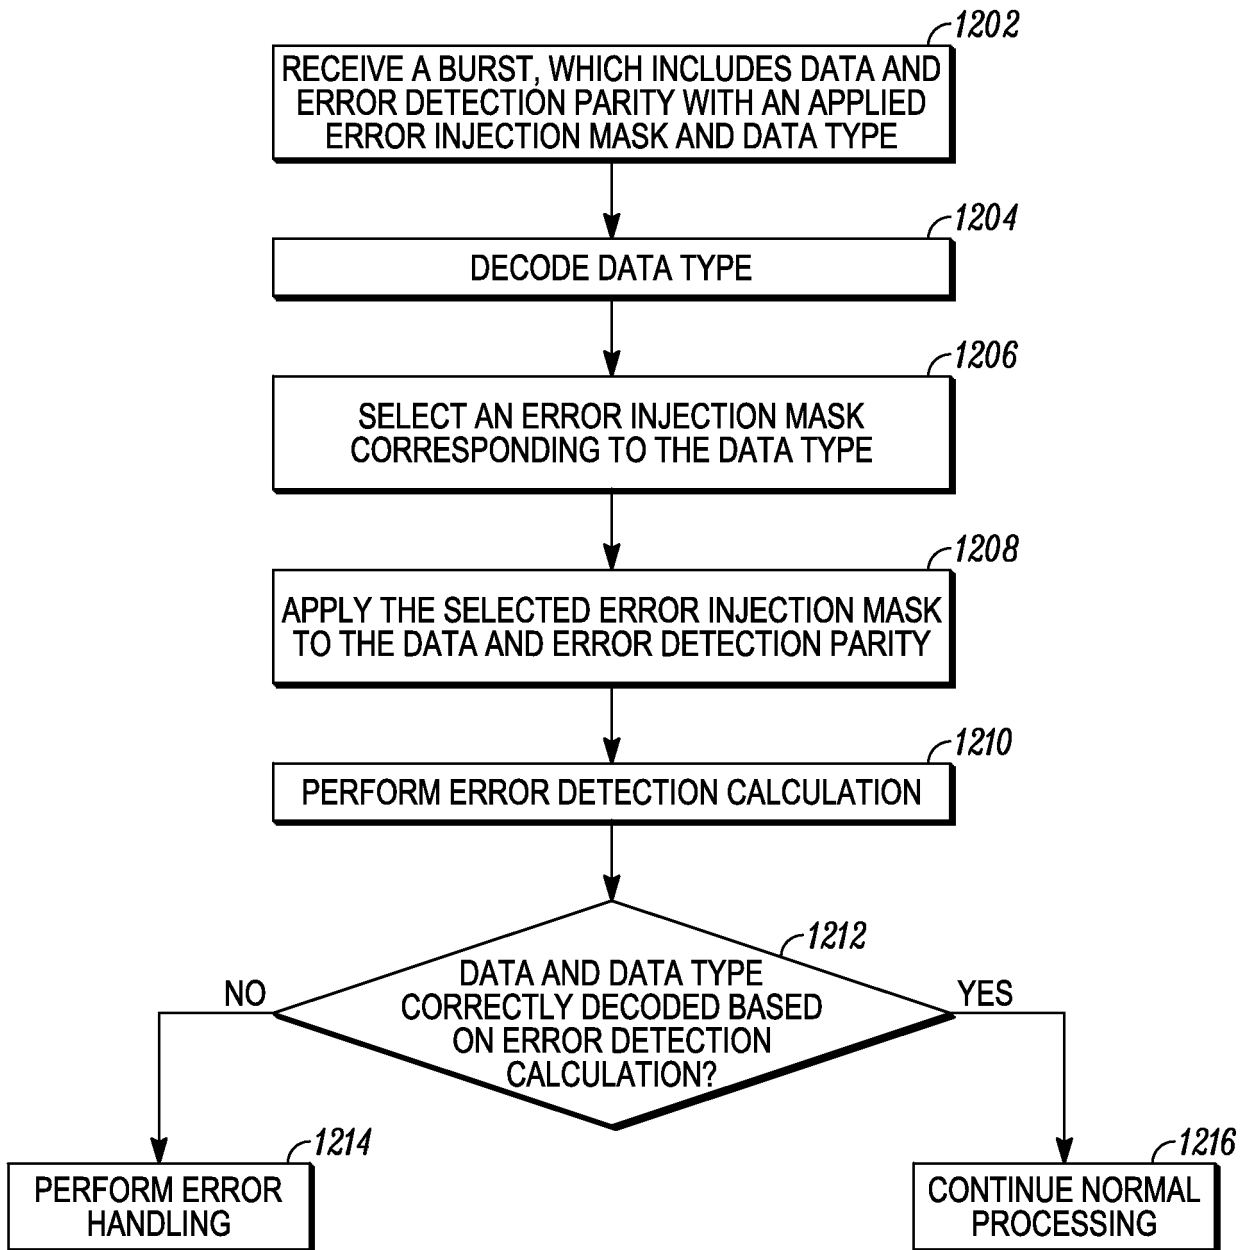 1202
RECEIVE A BURST, WHICH INCLUDES DATA AND
ERROR DETECTION PARITY WITH AN APPLIED
ERROR INJECTION MASK AND DATA TYPE
1204
DECODE DATA TYPE
1206
SELECT AN ERROR INJECTION MASK
CORRESPONDING TO THE DATA TYPE
1208
APPLY THE SELECTED ERROR INJECTION MASK
TO THE DATA AND ERROR DETECTION PARITY
1210
PERFORM ERROR DETECTION CALCULATION
1212
DATA AND DATA TYPE
CORRECTLY DECODED BASED
ON ERROR DETECTION
CALCULATION?
NO
YES
1214
PERFORM ERROR
HANDLING
1216
CONTINUE NORMAL
PROCESSING